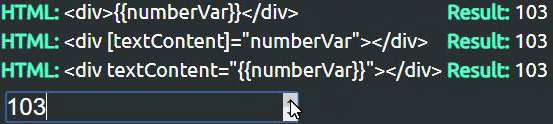 HTML: <div>{{numberVar}}</div> Result: 103
HTML: <div [textContent]="numberVar"></div> Result: 103
HTML: <div textContent="{{numberVar}}"></div> Result: 103
103